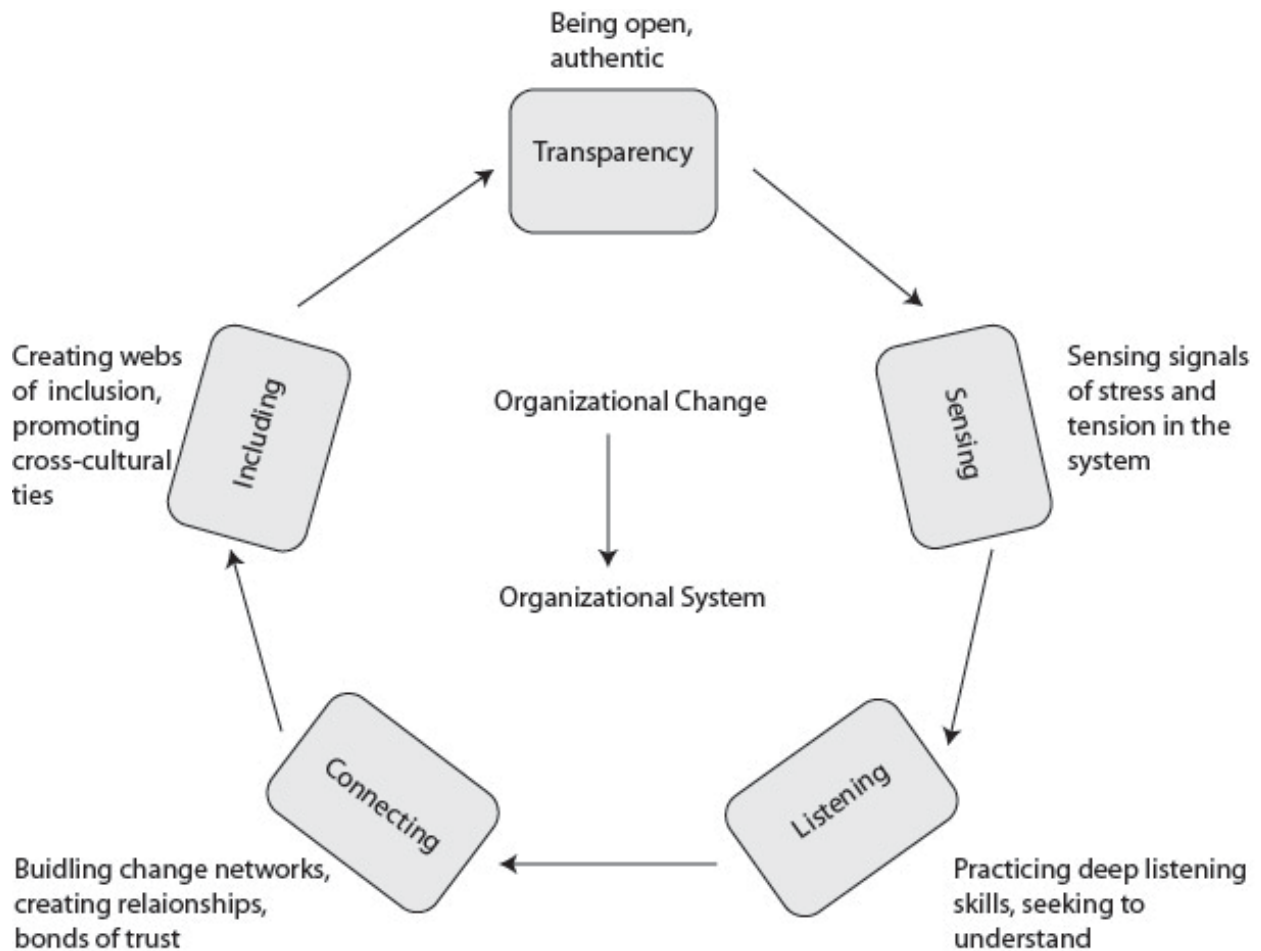 Being open,
authentic
Transparency
Sensing
Sensing signals
of stress and
tension in the
system
Listening
Practicing deep listening
skills, seeking to
understand
Connecting
Buidling change networks,
creating relaionships,
bonds of trust
Including
Creating webs
of inclusion,
promoting
cross-cultural
ties
Organizational Change
Organizational System